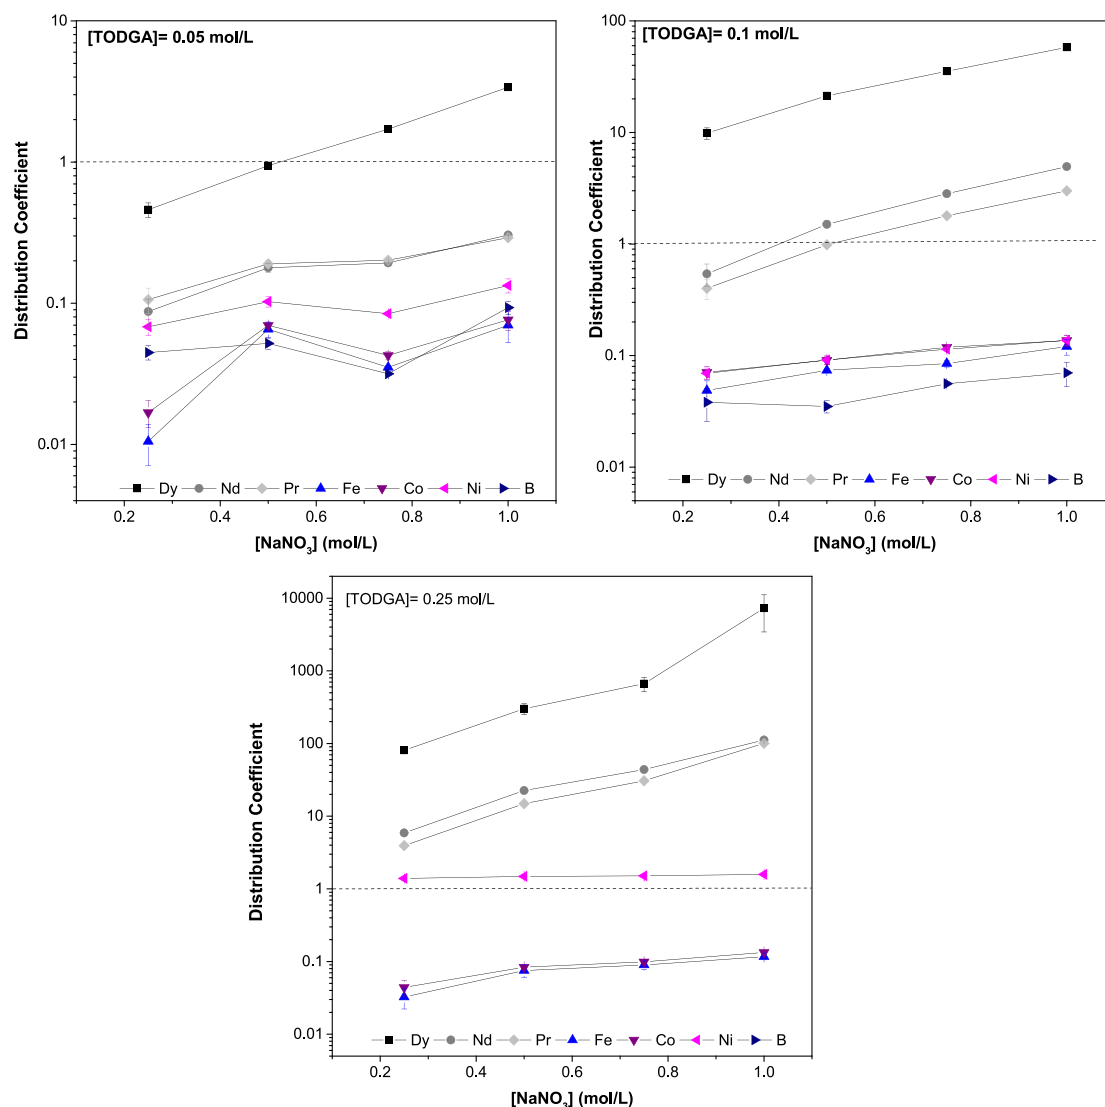 [TODGA]= 0.05 mol/L
10
1
0.1
0.01
Distribution Coefficient
Dy Nd Pr Fe Co Ni B
0.2 0.4 0.6 0.8 1.0
[NaNO₃] (mol/L)
[TODGA]= 0.1 mol/L
100
10
1
0.1
0.01
Distribution Coefficient
Dy Nd Pr Fe Co Ni B
0.2 0.4 0.6 0.8 1.0
[NaNO₃] (mol/L)
[TODGA]= 0.25 mol/L
10000
1000
100
10
1
0.1
0.01
Distribution Coefficient
Dy Nd Pr Fe Co Ni B
0.2 0.4 0.6 0.8 1.0
[NaNO₃] (mol/L)